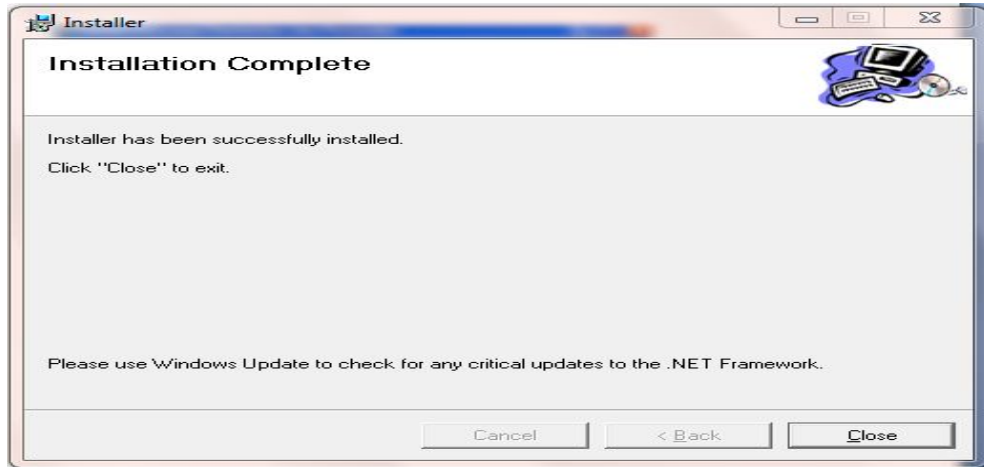 Installer
Installation Complete
Installer has been successfully installed.
Click "Close" to exit.
Please use Windows Update to check for any critical updates to the .NET Framework.
Cancel
< Back
Close